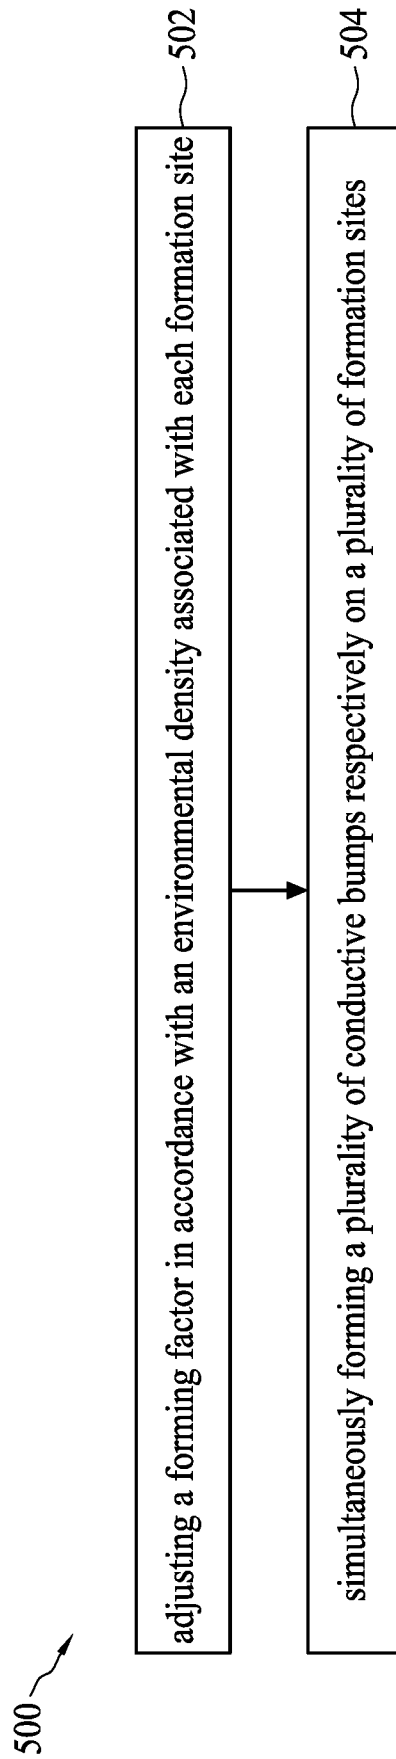 500
adjusting a forming factor in accordance with an environmental density associated with each formation site
502
simultaneously forming a plurality of conductive bumps respectively on a plurality of formation sites
504